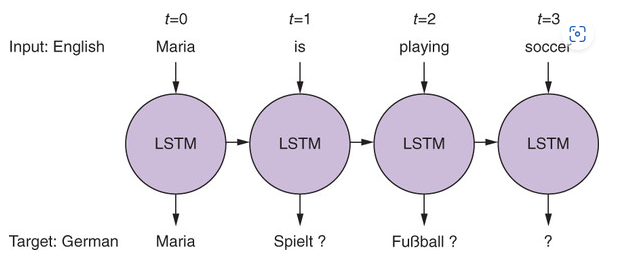 t=0 t=1 t=2 t=3
Input: English Maria is playing soccer
LSTM LSTM LSTM LSTM
Target: German Maria Spielt ? Fußball ? ?